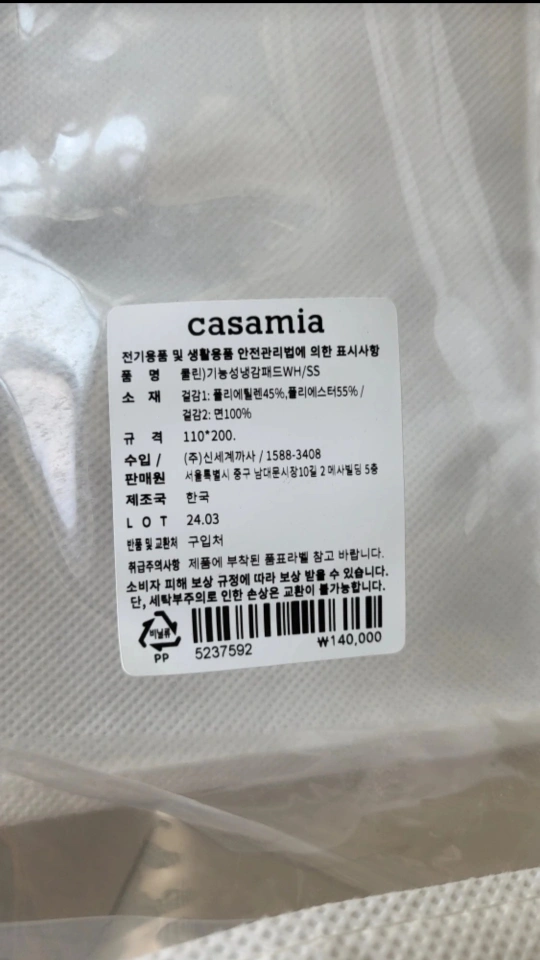 casamia
전기용품 및 생활용품 안전관리법에 의한 표시사항
품 명 쿨린)기능성냉감패드WH/SS
소 재 겉감1: 폴리에틸렌45%,폴리에스터55% /
겉감2: 면100%
규 격 110*200.
수입 / (주)신세계까사 / 1588-3408
판매원 서울특별시 중구 남대문시장10길 2 메사빌딩 5층
제조국 한국
L O T 24.03
반품 및 교환처 구입처
취급주의사항 제품에 부착된 품표라벨 참고 바랍니다.
소비자 피해 보상 규정에 따라 보상 받을 수 있습니다.
단, 세탁부주의로 인한 손상은 교환이 불가능합니다.
비닐류
PP
5237592 ₩140,000